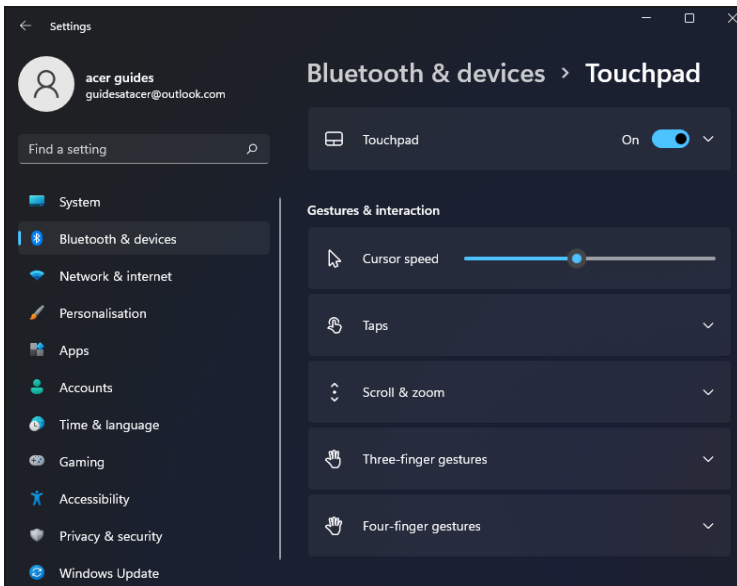 Settings
acer guides
guidesatacer@outlook.com
Find a setting
System
Bluetooth & devices
Network & internet
Personalisation
Apps
Accounts
Time & language
Gaming
Accessibility
Privacy & security
Windows Update
Bluetooth & devices › Touchpad
Touchpad On
Gestures & interaction
Cursor speed
Taps
Scroll & zoom
Three-finger gestures
Four-finger gestures